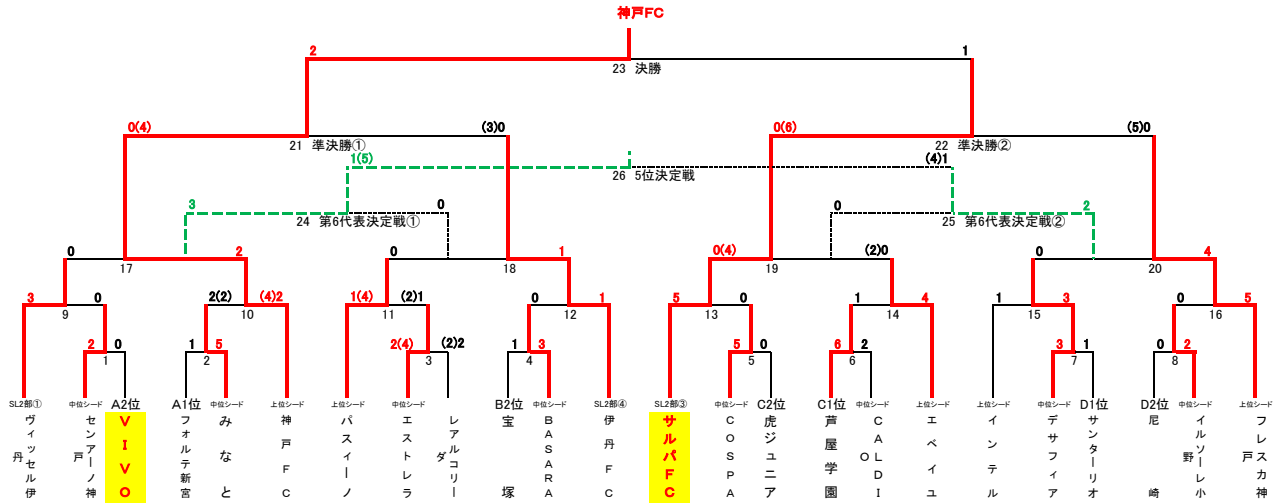 神戸FC
2 1
23 決勝
0(4) (3)0 0(6) (5)0
21 準決勝① 22 準決勝②
1(5) (4)1
26 5位決定戦
3 0 0 2
24 第6代表決定戦① 25 第6代表決定戦②
0 2 0 1 0(4) (2)0 0 4
17 18 19 20
3 0 2(2) (4)2 1(4) (2)1 0 1 5 0 1 4 1 3 0 5
9 10 11 12 13 14 15 16
2 0 1 5 2(4) (2)2 1 3 5 0 6 2 3 1 0 2
1 2 3 4 5 6 7 8
SL2部① 中位シード A2位 A1位 中位シード 上位シード 上位シード 中位シード B2位 中位シード SL2部④ SL2部③ 中位シード C2位 C1位 中位シード 上位シード 上位シード 中位シード D1位 D2位 中位シード 上位シード
ヴィッセル伊丹
センアーノ神戸
VIVO
フォルテ新宮
みなと
神戸FC
パスィーノ
エストレラ
レアルコリーダ
宝塚
BASARA
伊丹FC
サルパFC
COSPA
虎ジュニア
芦屋学園
CALDIO
エベイユ
インテル
デサフィア
サンターリオ
尼崎
イルソーレ小野
フレスカ神戸